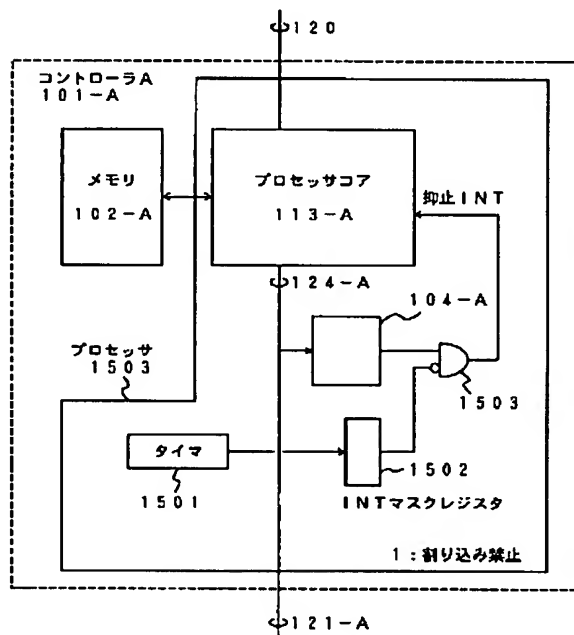 120
コントローラA
101-A
メモリ
102-A
プロセッサコア
113-A
抑止INT
124-A
104-A
プロセッサ
1503
1503
タイマ
1501
1502
INTマスクレジスタ
1：割り込み禁止
121-A